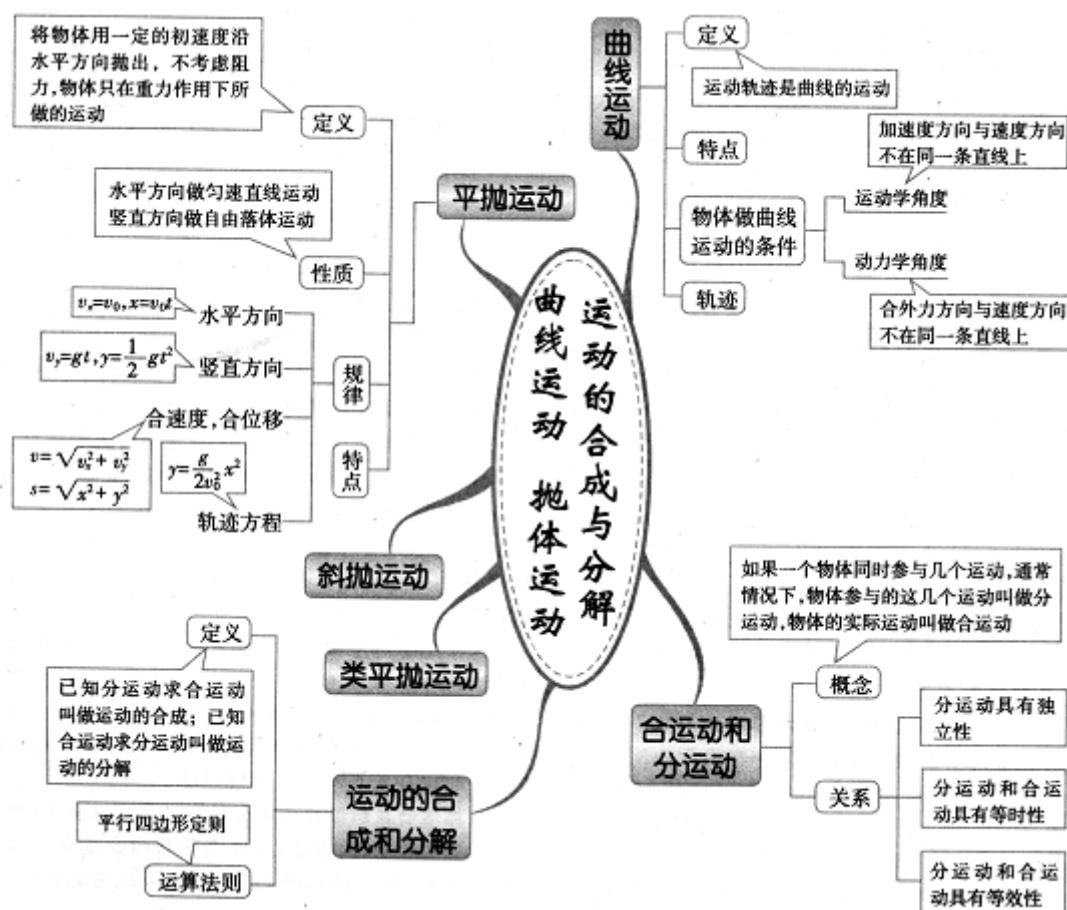 运动的合成与分解
曲线运动 抛体运动
曲线运动
定义
运动轨迹是曲线的运动
特点
物体做曲线
运动的条件
加速度方向与速度方向
不在同一条直线上
运动学角度
动力学角度
合外力方向与速度方向
不在同一条直线上
轨迹
平抛运动
将物体用一定的初速度沿
水平方向抛出，不考虑阻
力,物体只在重力作用下所
做的运动
定义
水平方向做匀速直线运动
竖直方向做自由落体运动
性质
规律
vₓ=v₀,x=v₀t
水平方向
v_y=gt,y=1/2 gt²
竖直方向
合速度,合位移
v=√(vₓ²+v_y²)
s=√(x²+y²)
y=g/(2v₀²) x²
轨迹方程
特点
斜抛运动
类平抛运动
运动的合
成和分解
定义
已知分运动求合运动
叫做运动的合成；已知
合运动求分运动叫做运
动的分解
平行四边形定则
运算法则
合运动和
分运动
如果一个物体同时参与几个运动,通常
情况下,物体参与的这几个运动叫做分
运动,物体的实际运动叫做合运动
概念
关系
分运动具有独
立性
分运动和合运
动具有等时性
分运动和合运
动具有等效性